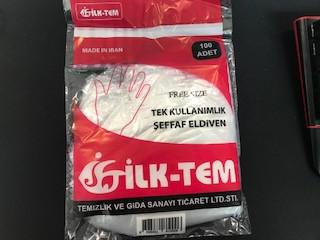 İLK-TEM
MADE IN IRAN
100
ADET
FREE SIZE
TEK KULLANIMLIK
ŞEFFAF ELDİVEN
İLK-TEM
TEMİZLİK VE GIDA SANAYİ TİCARET LTD.STİ.